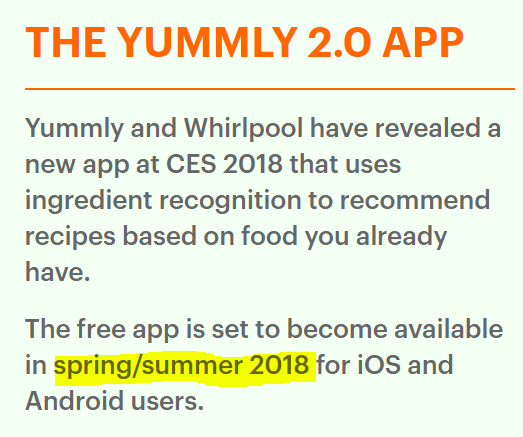 THE YUMMLY 2.0 APP
Yummly and Whirlpool have revealed a
new app at CES 2018 that uses
ingredient recognition to recommend
recipes based on food you already
have.
The free app is set to become available
in spring/summer 2018 for iOS and
Android users.